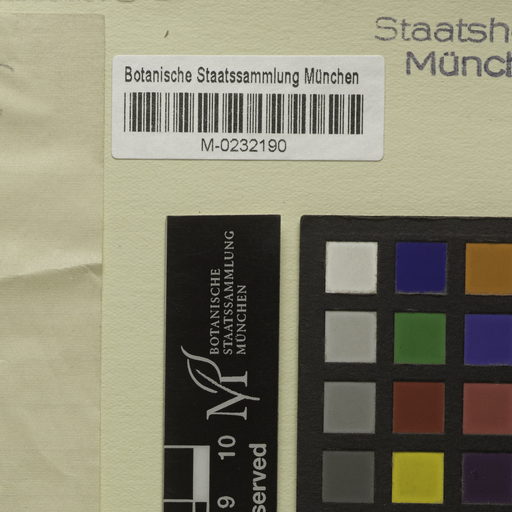 Staatsh
Münch
Botanische Staatssammlung München
M-0232190
BOTANISCHE
STAATSSAMMLUNG
MÜNCHEN
M
9 10
served